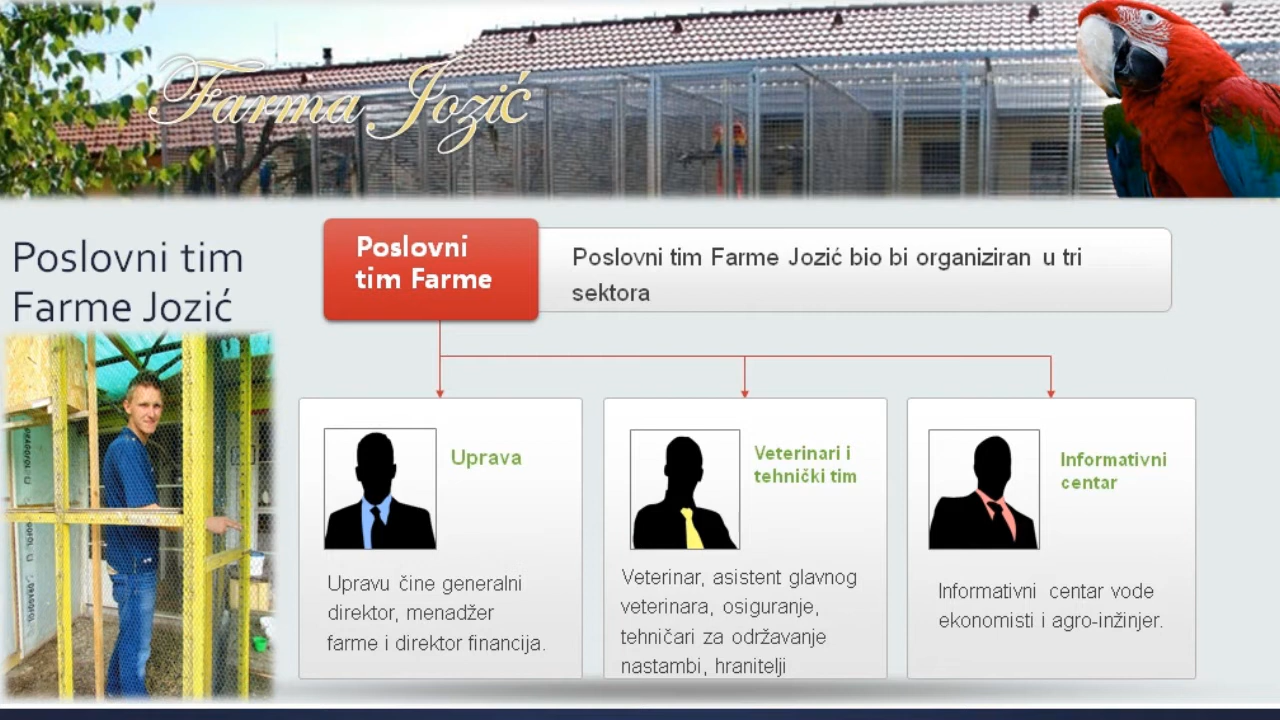 Farma Jozić
Poslovni tim
Farme Jozić
Poslovni
tim Farme
Poslovni tim Farme Jozić bio bi organiziran u tri
sektora
Uprava
Upravu čine generalni
direktor, menadžer
farme i direktor financija.
Veterinari i
tehnički tim
Veterinar, asistent glavnog
veterinara, osiguranje,
tehničari za održavanje
nastambi, hranitelji
Informativni
centar
Informativni centar vode
ekonomisti i agro-inžinjer.